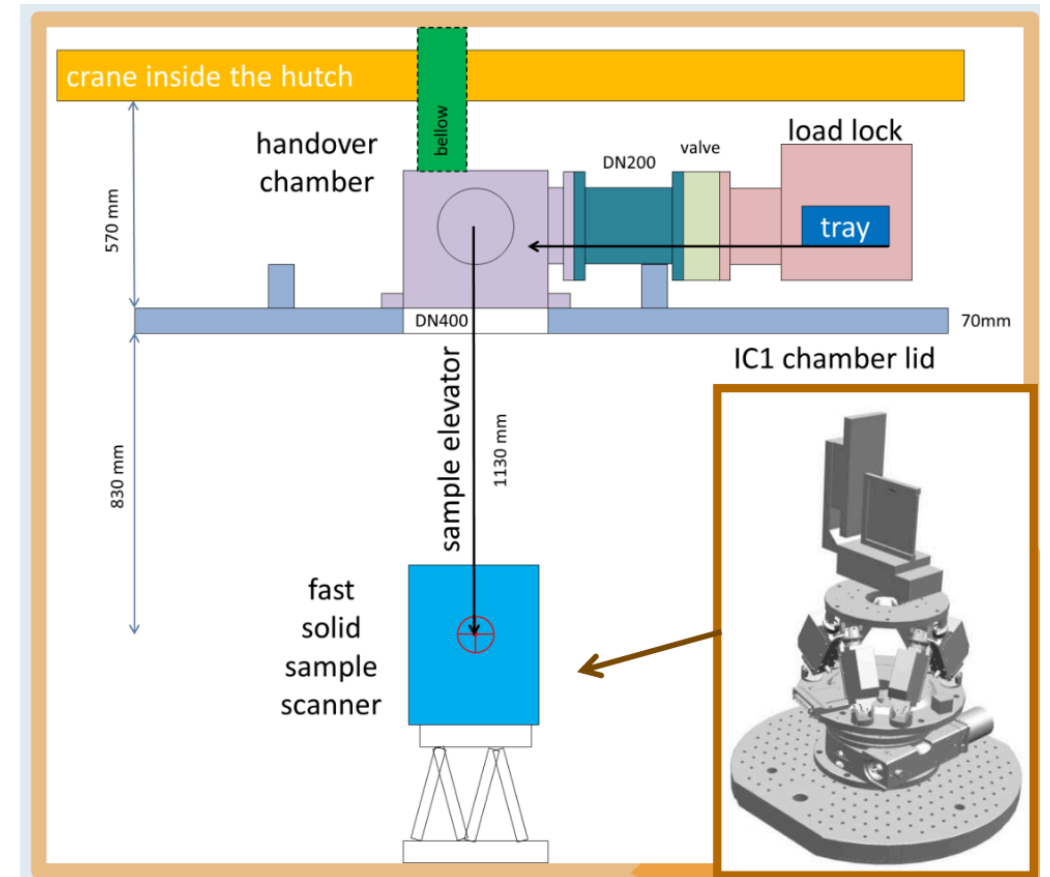 crane inside the hutch
bellow
handover
chamber
570 mm
DN200
valve
load lock
tray
DN400
70mm
IC1 chamber lid
sample elevator
1130 mm
830 mm
fast
solid
sample
scanner